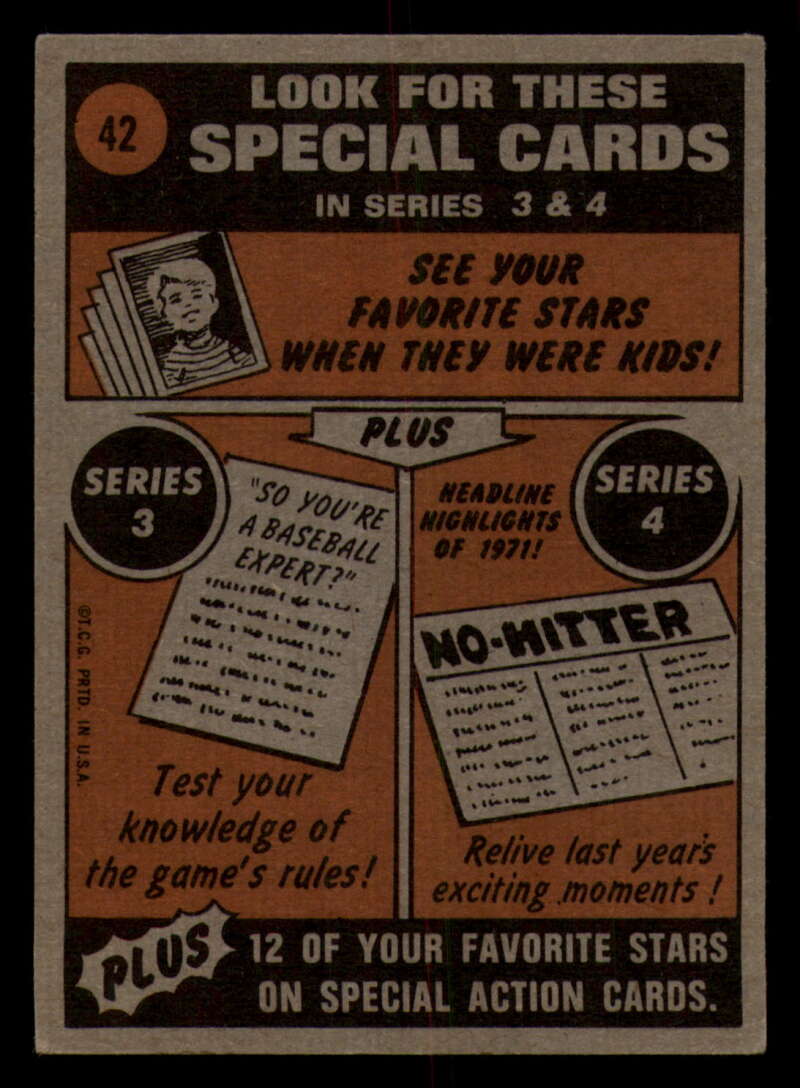 42
LOOK FOR THESE
SPECIAL CARDS
IN SERIES 3 & 4
SEE YOUR
FAVORITE STARS
WHEN THEY WERE KIDS!
PLUS
SERIES
3
"SO YOU'RE
A BASEBALL
EXPERT?"
Test your
knowledge of
the game's rules!
HEADLINE
HIGHLIGHTS
OF 1971!
SERIES
4
NO-HITTER
Relive last year's
exciting moments!
©T.C.G. PRTD. IN U.S.A.
PLUS
12 OF YOUR FAVORITE STARS
ON SPECIAL ACTION CARDS.